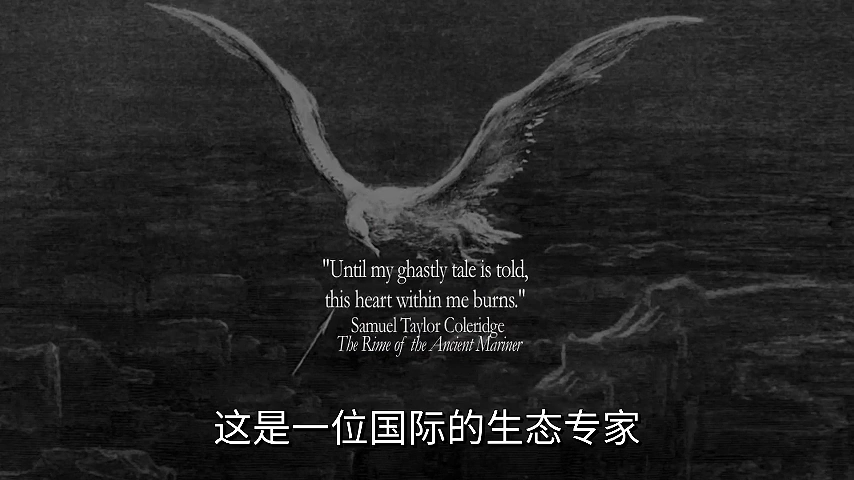 "Until my ghastly tale is told,
this heart within me burns."
Samuel Taylor Coleridge
The Rime of the Ancient Mariner
这是一位国际的生态专家